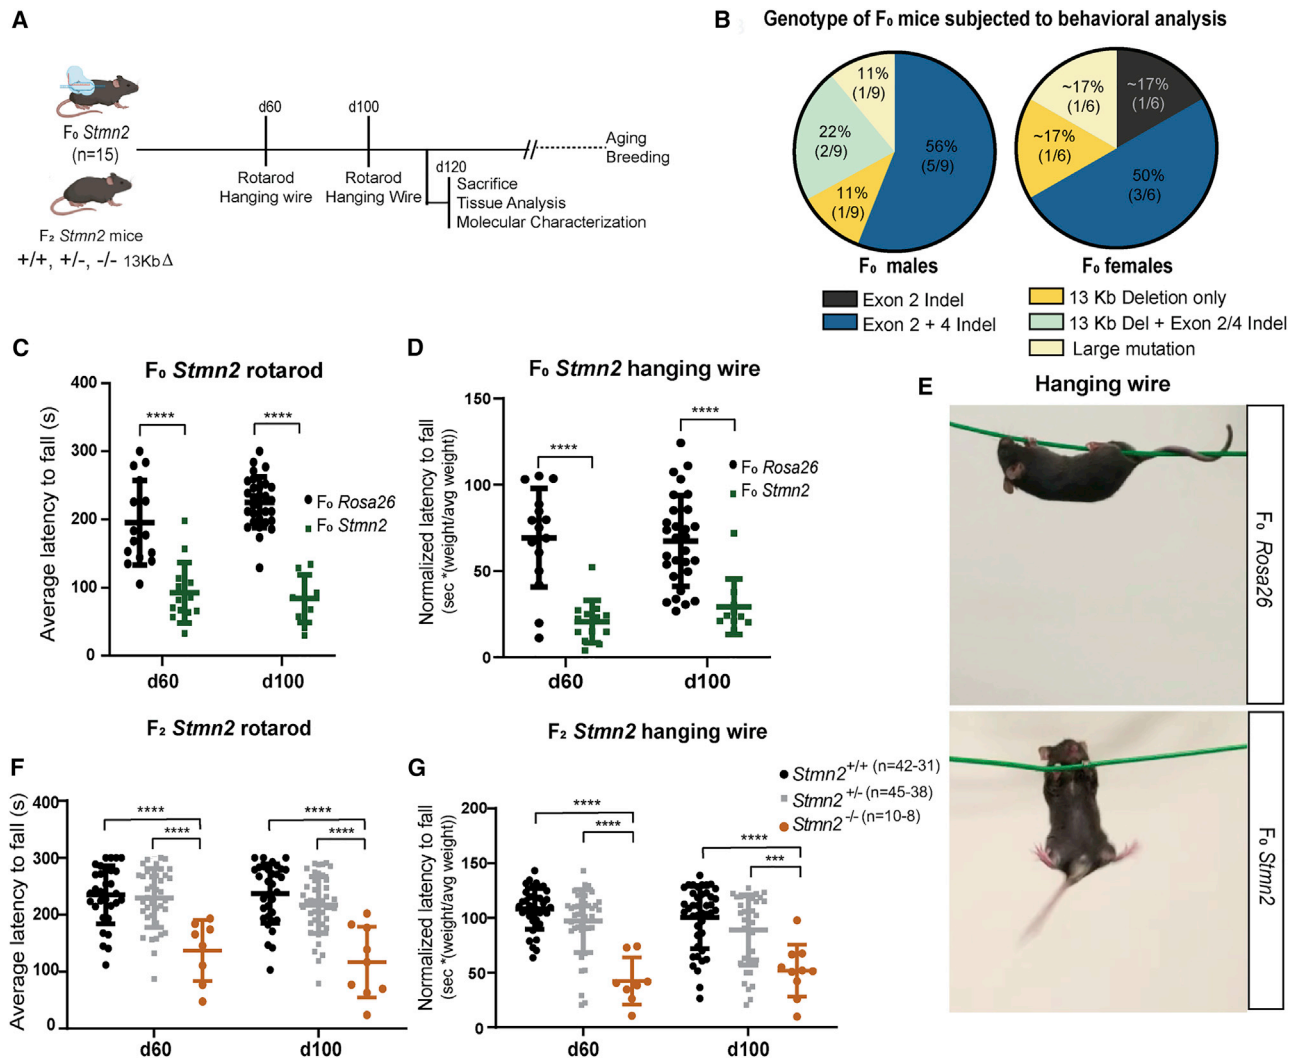 A
F₀ Stmn2
(n=15)
F₂ Stmn2 mice
+/+, +/-, -/- 13KbΔ
d60
Rotarod
Hanging wire
d100
Rotarod
Hanging Wire
d120
Sacrifice
Tissue Analysis
Molecular Characterization
Aging
Breeding
B
Genotype of F₀ mice subjected to behavioral analysis
11%
(1/9)
22%
(2/9)
11%
(1/9)
56%
(5/9)
F₀ males
~17%
(1/6)
~17%
(1/6)
~17%
(1/6)
50%
(3/6)
F₀ females
Exon 2 Indel
Exon 2 + 4 Indel
13 Kb Deletion only
13 Kb Del + Exon 2/4 Indel
Large mutation
C
F₀ Stmn2 rotarod
Average latency to fall (s)
400
300
200
100
0
****
****
F₀ Rosa26
F₀ Stmn2
d60
d100
D
F₀ Stmn2 hanging wire
Normalized latency to fall
(sec *(weight/avg weight))
150
100
50
0
****
****
F₀ Rosa26
F₀ Stmn2
d60
d100
E
Hanging wire
F₀ Rosa26
F₀ Stmn2
F
F₂ Stmn2 rotarod
Average latency to fall (s)
400
300
200
100
0
****
****
****
****
d60
d100
G
F₂ Stmn2 hanging wire
Normalized latency to fall
(sec *(weight/avg weight))
200
150
100
50
0
****
****
****
***
d60
d100
Stmn2+/+ (n=42-31)
Stmn2+/- (n=45-38)
Stmn2-/- (n=10-8)